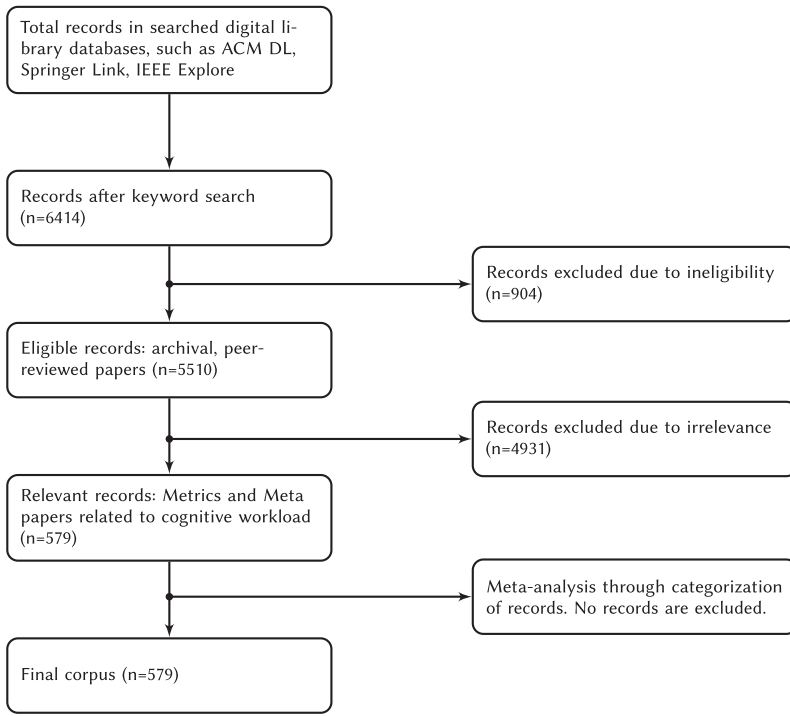 Total records in searched digital li-
brary databases, such as ACM DL,
Springer Link, IEEE Explore
Records after keyword search
(n=6414)
Records excluded due to ineligibility
(n=904)
Eligible records: archival, peer-
reviewed papers (n=5510)
Records excluded due to irrelevance
(n=4931)
Relevant records: Metrics and Meta
papers related to cognitive workload
(n=579)
Meta-analysis through categorization
of records. No records are excluded.
Final corpus (n=579)